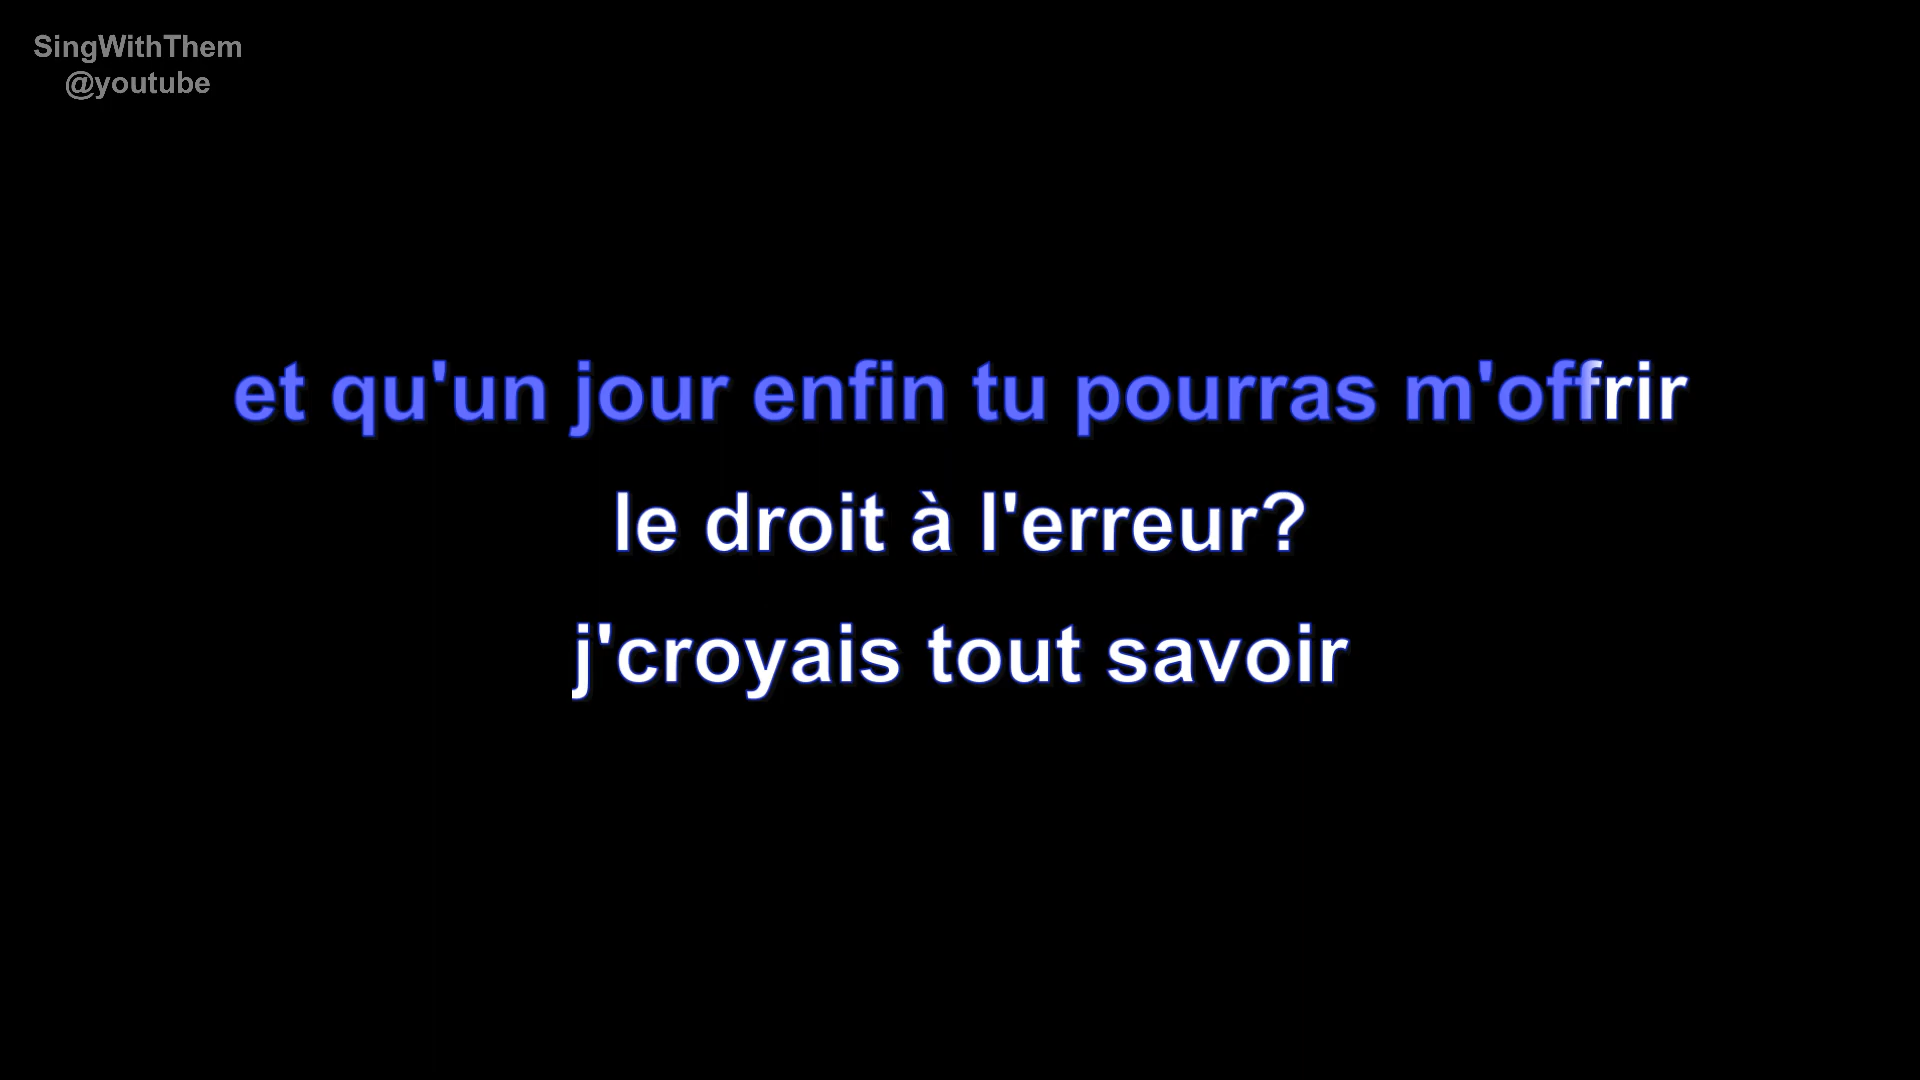 SingWithThem
@youtube
et qu'un jour enfin tu pourras m'offrir
le droit à l'erreur?
j'croyais tout savoir